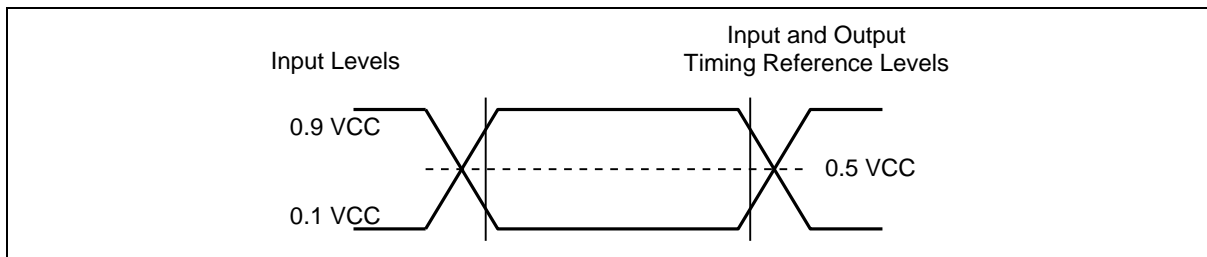 Input Levels
Input and Output
Timing Reference Levels
0.9 VCC
0.5 VCC
0.1 VCC